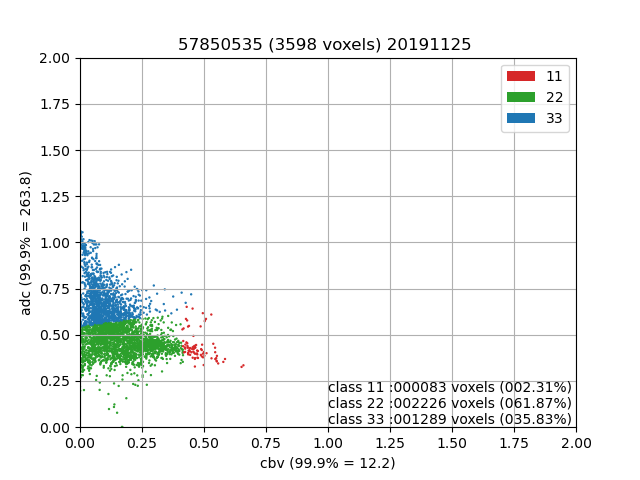 57850535 (3598 voxels) 20191125
2.00
1.75
1.50
1.25
1.00
0.75
0.50
0.25
0.00
adc (99.9% = 263.8)
11
22
33
class 11 :000083 voxels (002.31%)
class 22 :002226 voxels (061.87%)
class 33 :001289 voxels (035.83%)
0.00 0.25 0.50 0.75 1.00 1.25 1.50 1.75 2.00
cbv (99.9% = 12.2)